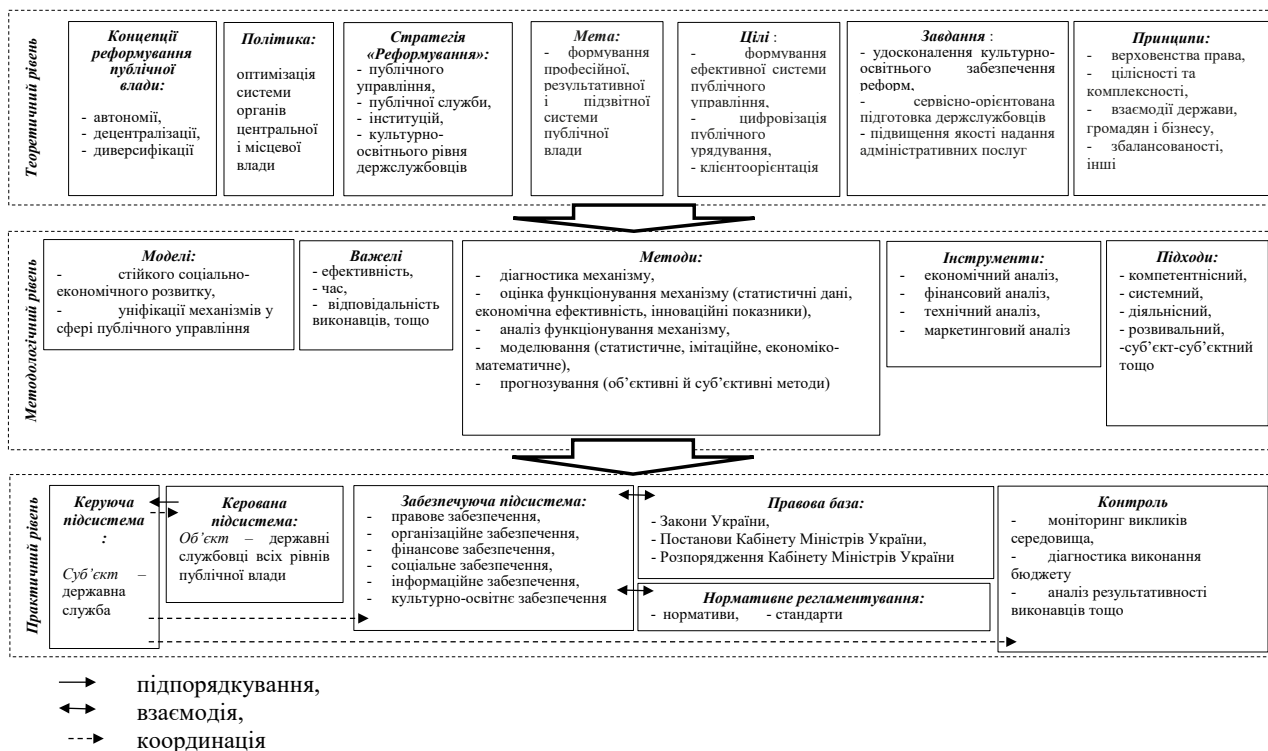 Теоретичний рівень
Концепції
реформування
публічної
влади:
- автономії,
- децентралізації,
- диверсифікації
Політика:
оптимізація
системи
органів
центральної
і місцевої
влади
Стратегія
«Реформування»:
- публічного
управління,
- публічної служби,
- інституцій,
- культурно-
освітнього рівня
держслужбовців
Мета:
- формування
професійної,
результативної
і підзвітної
системи
публічної
влади
Цілі :
- формування
ефективної системи
публічного
управління,
- цифровізація
публічного
урядування,
- клієнтоорієнтація
Завдання :
- удосконалення культурно-
освітнього забезпечення
реформ,
- сервісно-орієнтована
підготовка держслужбовців
- підвищення якості надання
адміністративних послуг
Принципи:
- верховенства права,
- цілісності та
комплексності,
- взаємодії держави,
громадян і бізнесу,
- збалансованості,
інші
Методологічний рівень
Моделі:
- стійкого соціально-
економічного розвитку,
- уніфікації механізмів у
сфері публічного управління
Важелі
- ефективність,
- час,
- відповідальність
виконавців, тощо
Методи:
- діагностика механізму,
- оцінка функціонування механізму (статистичні дані,
економічна ефективність, інноваційні показники),
- аналіз функціонування механізму,
- моделювання (статистичне, імітаційне, економіко-
математичне),
- прогнозування (об’єктивні й суб’єктивні методи)
Інструменти:
- економічний аналіз,
- фінансовий аналіз,
- технічний аналіз,
- маркетинговий аналіз
Підходи:
- компетентнісний,
- системний,
- діяльнісний,
- розвивальний,
-суб’єкт-суб’єктний
тощо
Практичний рівень
Керуюча
підсистема
:
Суб’єкт –
державна
служба
Керована
підсистема:
Об’єкт – державні
службовці всіх рівнів
публічної влади
Забезпечуюча підсистема:
- правове забезпечення,
- організаційне забезпечення,
- фінансове забезпечення,
- соціальне забезпечення,
- інформаційне забезпечення,
- культурно-освітнє забезпечення
Правова база:
- Закони України,
- Постанови Кабінету Міністрів України,
- Розпорядження Кабінету Міністрів України
Нормативне регламентування:
- нормативи, - стандарти
Контроль
- моніторинг викликів
середовища,
- діагностика виконання
бюджету
- аналіз результативності
виконавців тощо
підпорядкування,
взаємодія,
координація